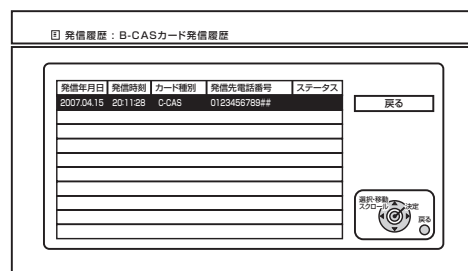 発信履歴 : B-CASカード発信履歴
発信年月日 発信時刻 カード種別 発信先電話番号 ステータス
2007.04.15 20:11:28 C-CAS 0123456789##
戻る
選択・移動
スクロール 決定
戻る